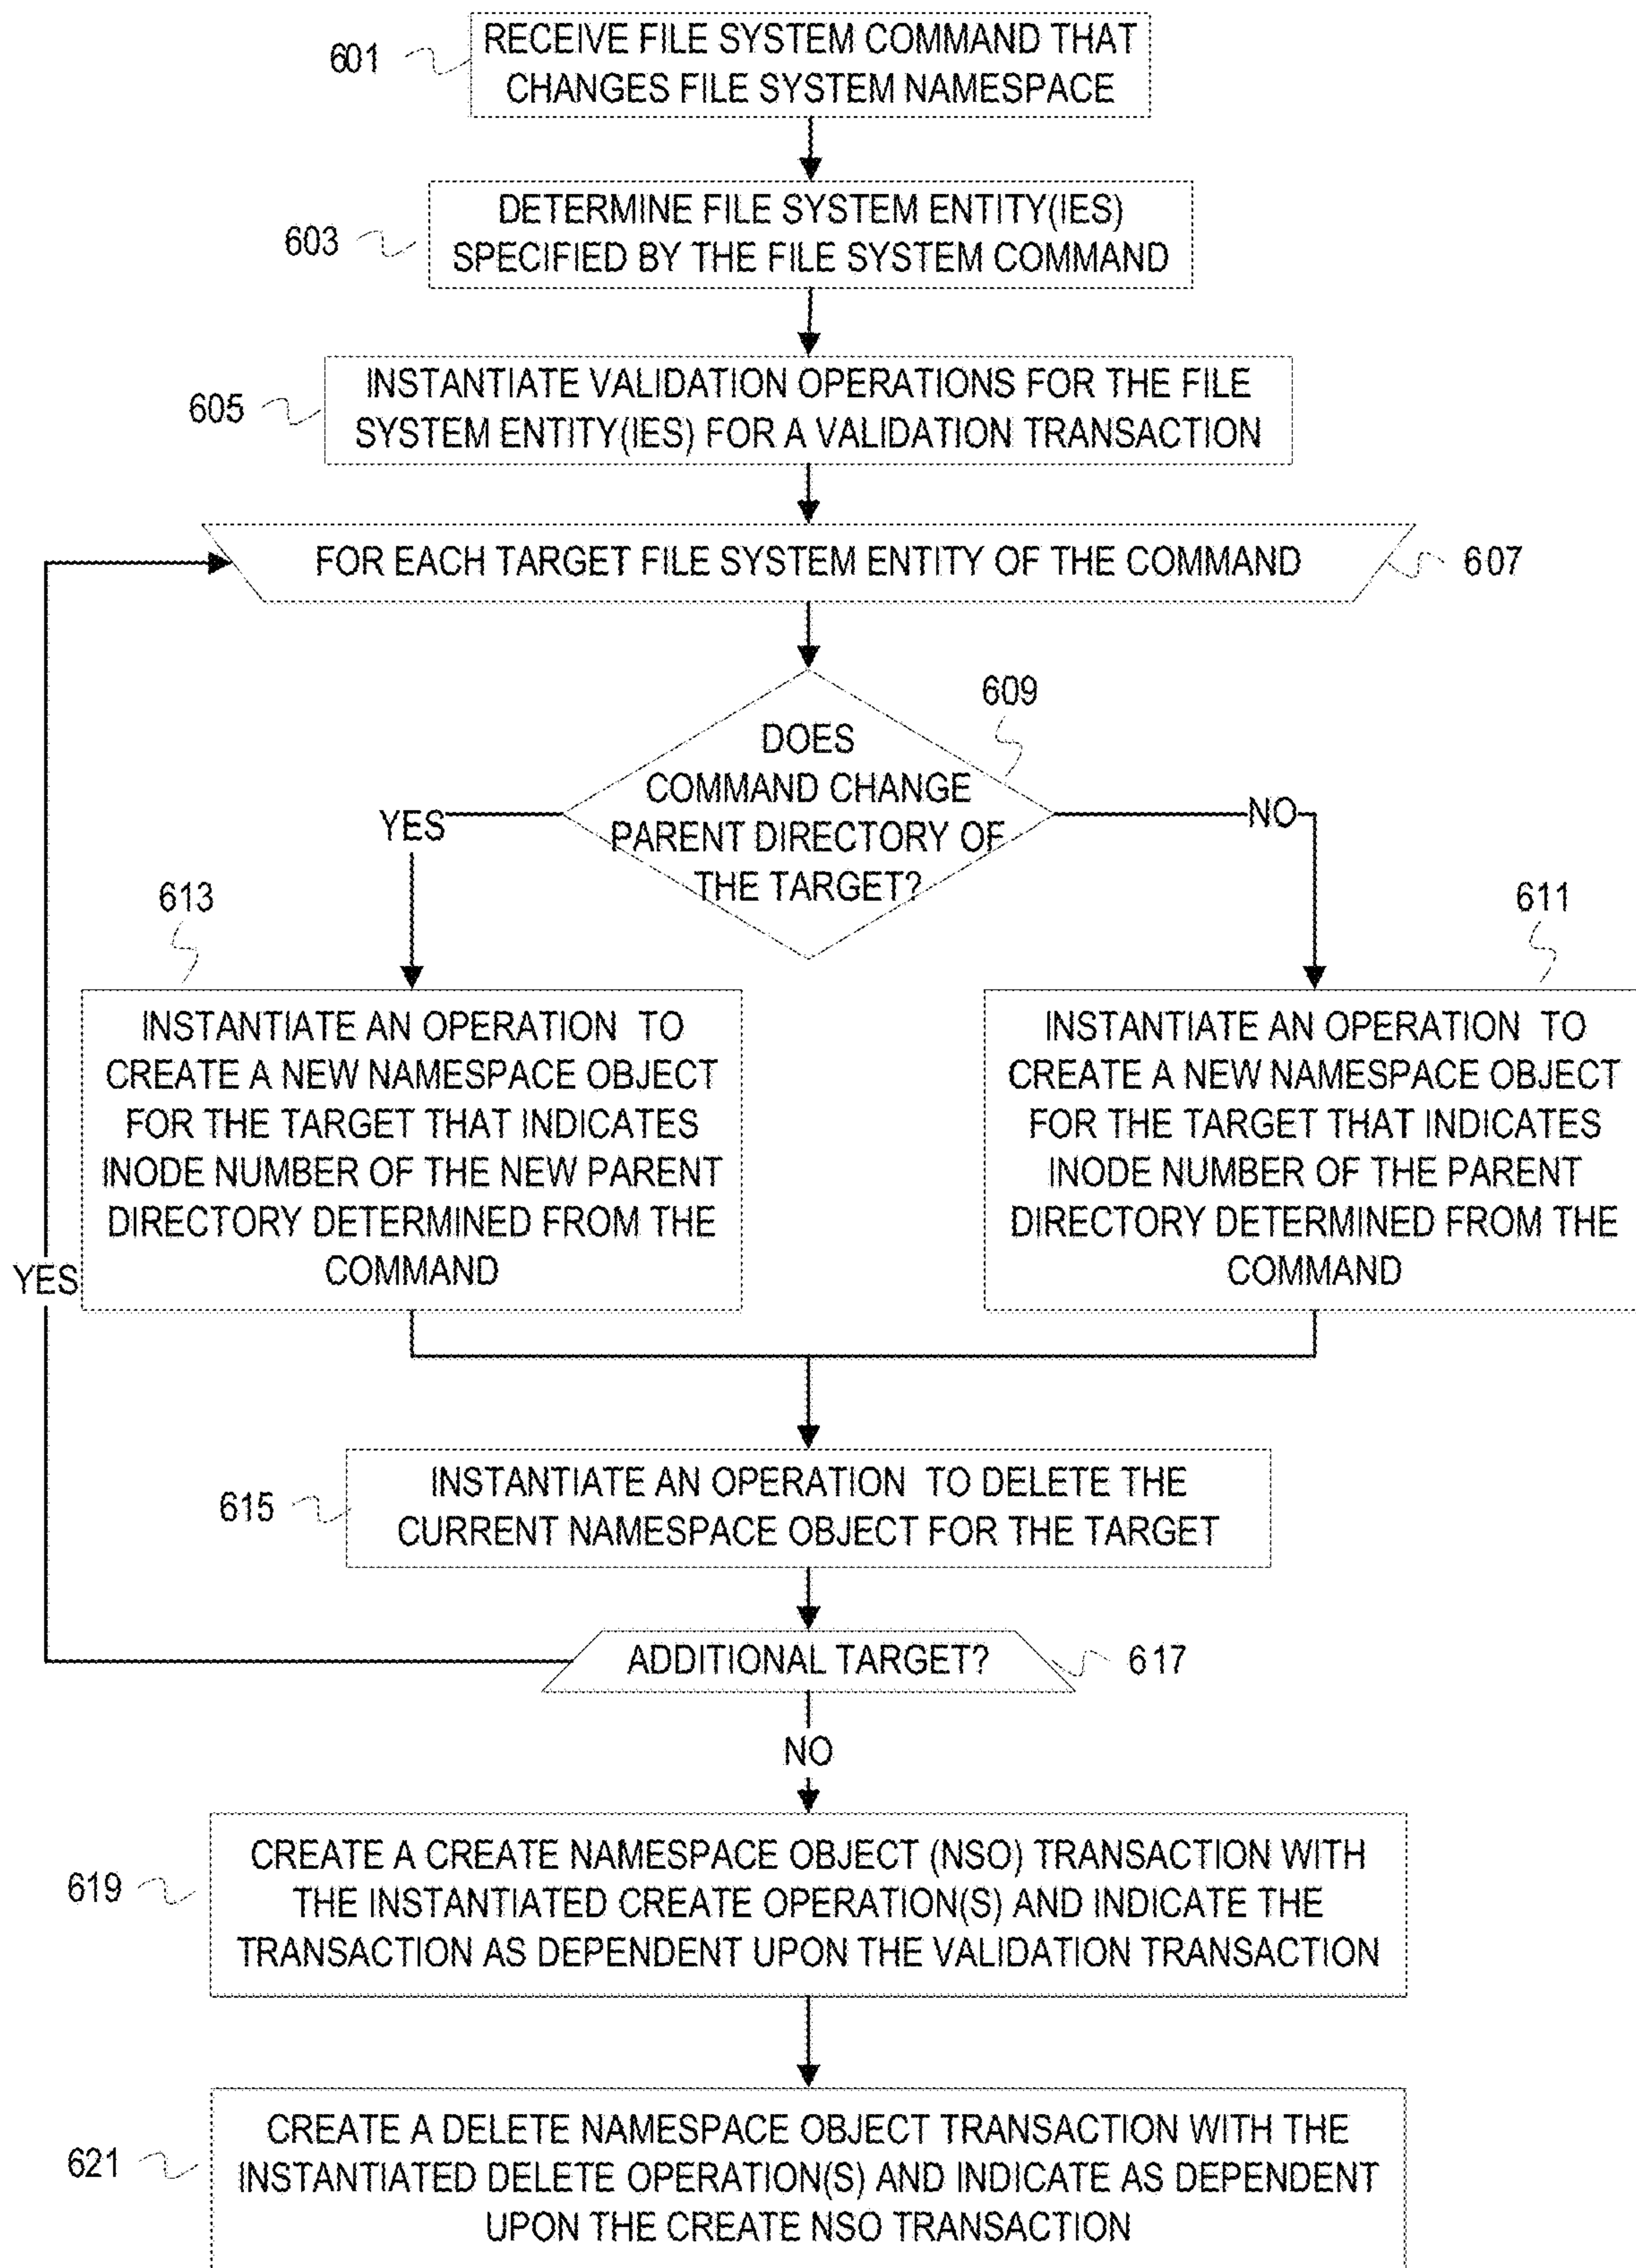 601
RECEIVE FILE SYSTEM COMMAND THAT
CHANGES FILE SYSTEM NAMESPACE
603
DETERMINE FILE SYSTEM ENTITY(IES)
SPECIFIED BY THE FILE SYSTEM COMMAND
605
INSTANTIATE VALIDATION OPERATIONS FOR THE FILE
SYSTEM ENTITY(IES) FOR A VALIDATION TRANSACTION
FOR EACH TARGET FILE SYSTEM ENTITY OF THE COMMAND
607
609
DOES
COMMAND CHANGE
PARENT DIRECTORY OF
THE TARGET?
YES
NO
613
INSTANTIATE AN OPERATION TO
CREATE A NEW NAMESPACE OBJECT
FOR THE TARGET THAT INDICATES
INODE NUMBER OF THE NEW PARENT
DIRECTORY DETERMINED FROM THE
COMMAND
611
INSTANTIATE AN OPERATION TO
CREATE A NEW NAMESPACE OBJECT
FOR THE TARGET THAT INDICATES
INODE NUMBER OF THE PARENT
DIRECTORY DETERMINED FROM THE
COMMAND
YES
615
INSTANTIATE AN OPERATION TO DELETE THE
CURRENT NAMESPACE OBJECT FOR THE TARGET
ADDITIONAL TARGET?
617
NO
619
CREATE A CREATE NAMESPACE OBJECT (NSO) TRANSACTION WITH
THE INSTANTIATED CREATE OPERATION(S) AND INDICATE THE
TRANSACTION AS DEPENDENT UPON THE VALIDATION TRANSACTION
621
CREATE A DELETE NAMESPACE OBJECT TRANSACTION WITH THE
INSTANTIATED DELETE OPERATION(S) AND INDICATE AS DEPENDENT
UPON THE CREATE NSO TRANSACTION